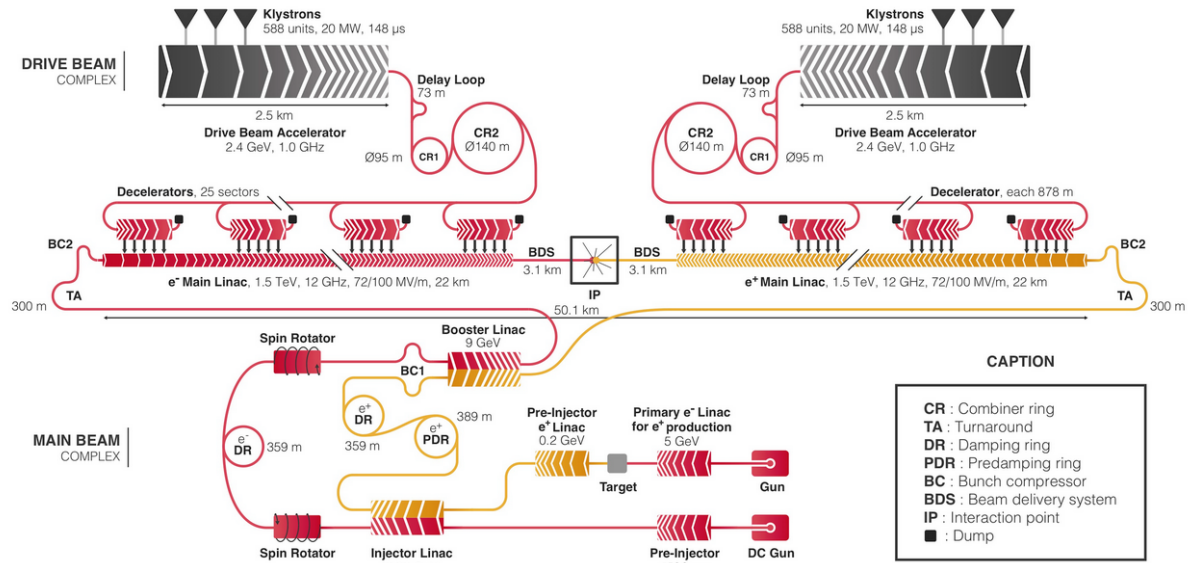 Klystrons
588 units, 20 MW, 148 µs
Klystrons
588 units, 20 MW, 148 µs
DRIVE BEAM
COMPLEX
Delay Loop
73 m
Delay Loop
73 m
2.5 km
2.5 km
Drive Beam Accelerator
2.4 GeV, 1.0 GHz
CR2
Ø140 m
CR1
Ø95 m
CR2
Ø140 m
CR1
Ø95 m
Drive Beam Accelerator
2.4 GeV, 1.0 GHz
Decelerators, 25 sectors
Decelerator, each 878 m
BC2
BDS
3.1 km
BDS
3.1 km
BC2
e⁻ Main Linac, 1.5 TeV, 12 GHz, 72/100 MV/m, 22 km
IP
e⁺ Main Linac, 1.5 TeV, 12 GHz, 72/100 MV/m, 22 km
TA
300 m
TA
300 m
50.1 km
Spin Rotator
Booster Linac
9 GeV
BC1
CAPTION
CR : Combiner ring
TA : Turnaround
DR : Damping ring
PDR : Predamping ring
BC : Bunch compressor
BDS : Beam delivery system
IP : Interaction point
: Dump
MAIN BEAM
COMPLEX
e⁻
DR
359 m
e⁺
DR
359 m
e⁺
PDR
389 m
Pre-Injector
e⁺ Linac
0.2 GeV
Primary e⁻ Linac
for e⁺ production
5 GeV
Target
Gun
Spin Rotator
Injector Linac
Pre-Injector
DC Gun